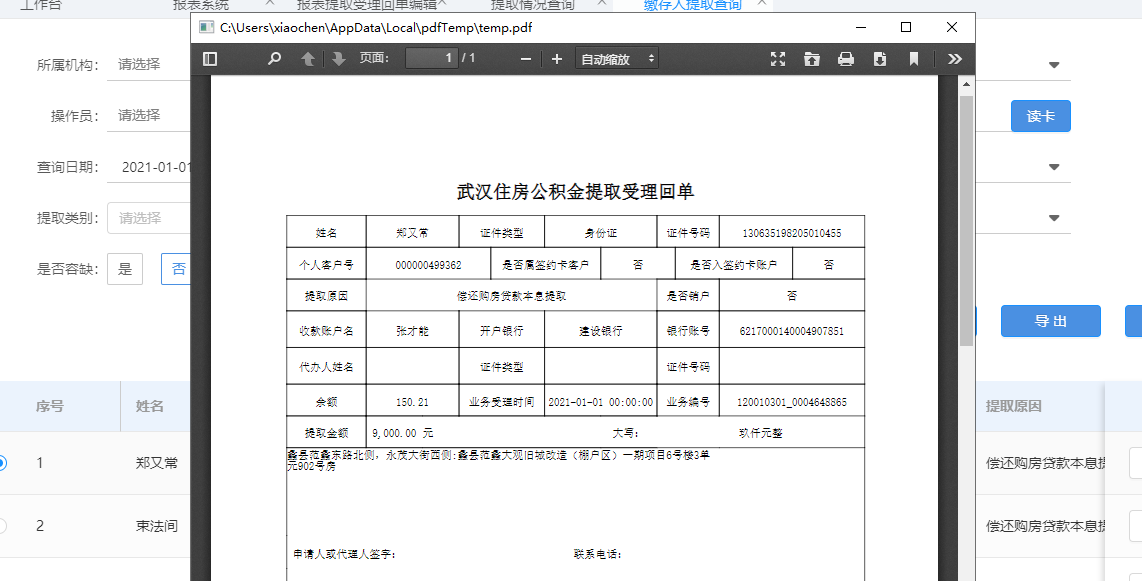 工作台 报表系统 报表提取受理回单编辑 提取情况查询 缴存人提取查询
C:\Users\xiaochen\AppData\Local\pdfTemp\temp.pdf
页面: 1 / 1 自动缩放
所属机构: 请选择
操作员: 请选择 读卡
查询日期: 2021-01-01
提取类别: 请选择
是否容缺: 是 否
导出
序号 姓名 提取原因
1 郑又常 偿还购房贷款本息提
2 束法间 偿还购房贷款本息提
武汉住房公积金提取受理回单
姓名 郑又常 证件类型 身份证 证件号码 130635198205010455
个人客户号 000000499362 是否属签约卡客户 否 是否入签约卡账户 否
提取原因 偿还购房贷款本息提取 是否销户 否
收款账户名 张才能 开户银行 建设银行 银行账号 6217000140004907851
代办人姓名 证件类型 证件号码
余额 150.21 业务受理时间 2021-01-01 00:00:00 业务编号 120010301_0004648865
提取金额 9,000.00 元 大写: 玖仟元整
蠡县范蠡东路北侧，永茂大街西侧:蠡县范蠡大观旧城改造（棚户区）一期项目6号楼3单
元902号房
申请人或代理人签字: 联系电话: